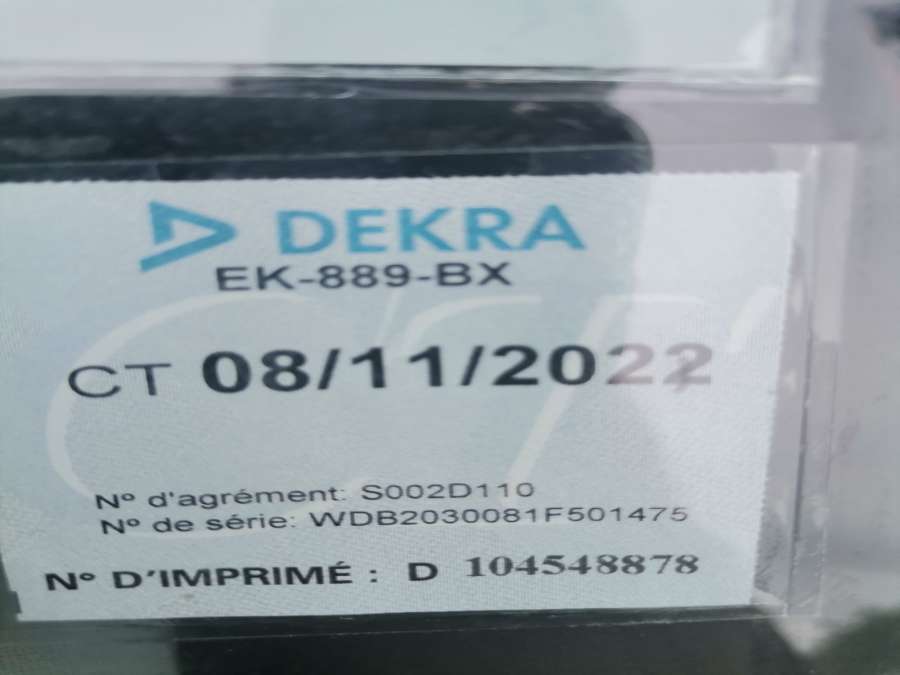 DEKRA
EK-889-BX
CT 08/11/2022
N° d'agrément: S002D110
N° de série: WDB2030081F501475
N° D'IMPRIMÉ : D 104548878